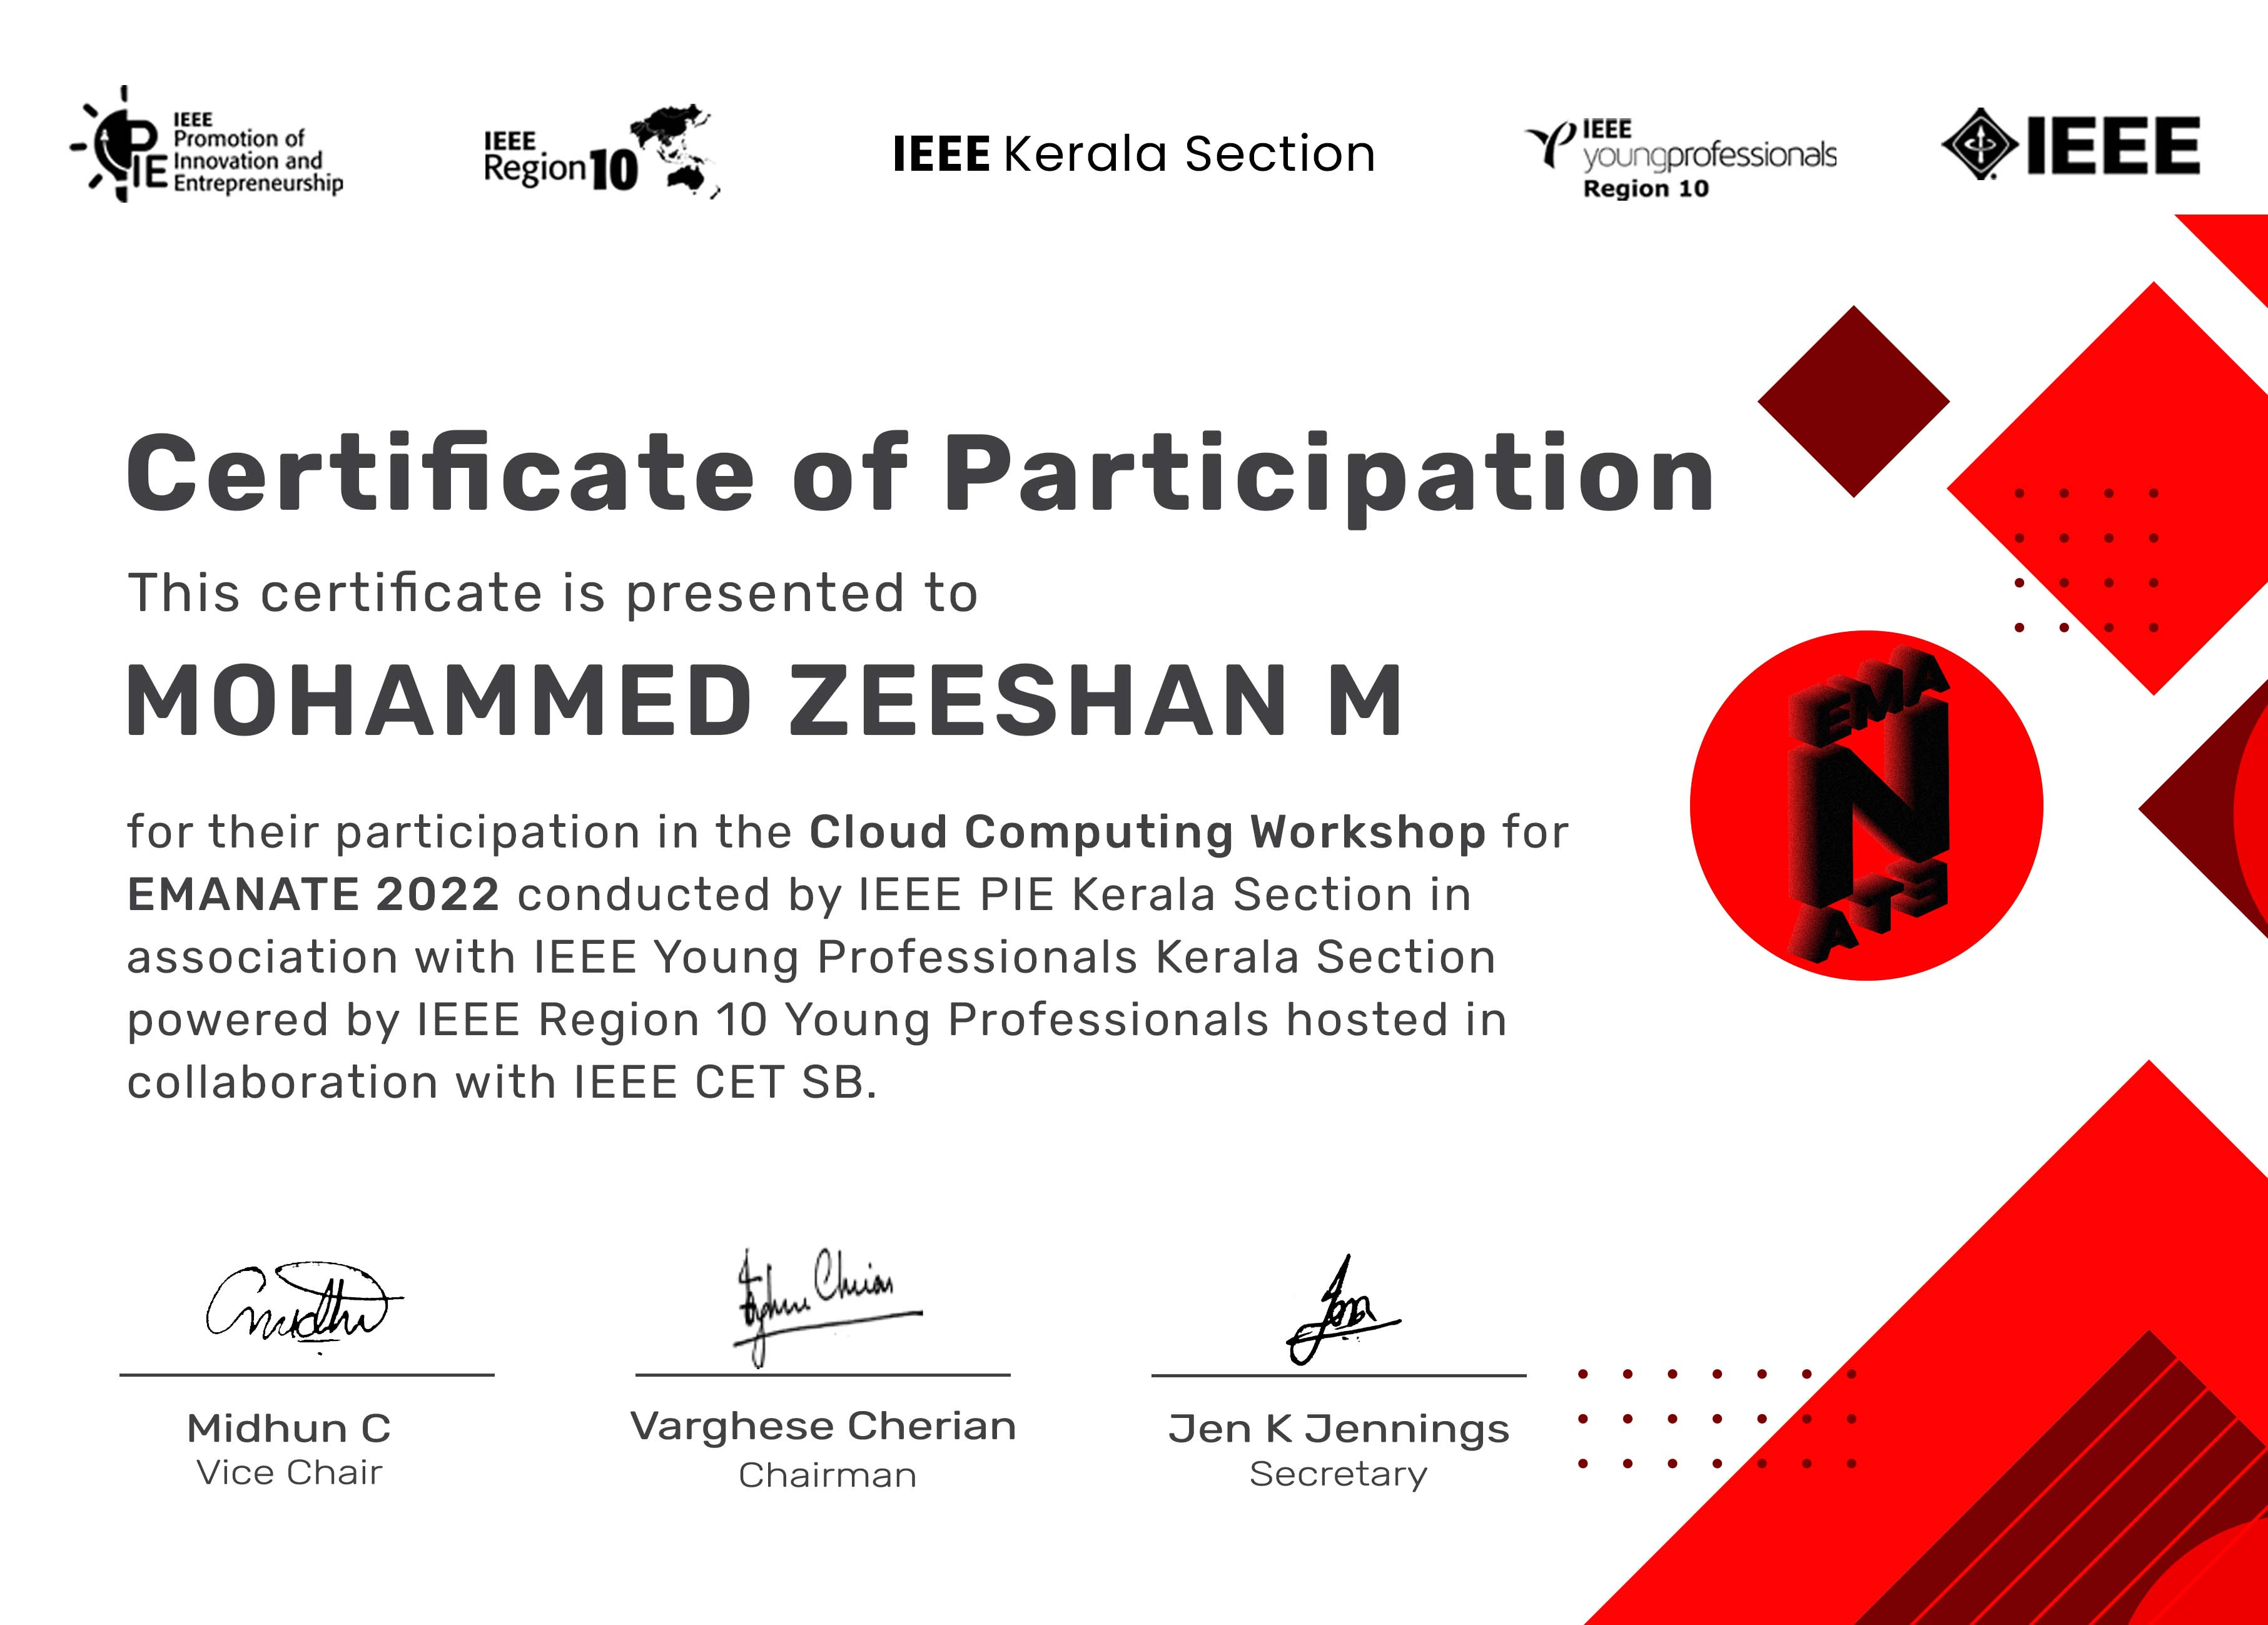 IEEE
Promotion of
Innovation and
Entrepreneurship
PIE
IEEE
Region 10
IEEE Kerala Section
IEEE
youngprofessionals
Region 10
IEEE
Certificate of Participation
This certificate is presented to
MOHAMMED ZEESHAN M
for their participation in the Cloud Computing Workshop for
EMANATE 2022 conducted by IEEE PIE Kerala Section in
association with IEEE Young Professionals Kerala Section
powered by IEEE Region 10 Young Professionals hosted in
collaboration with IEEE CET SB.
EMA
N
ATE
Midhun C
Vice Chair
Varghese Cherian
Chairman
Jen K Jennings
Secretary